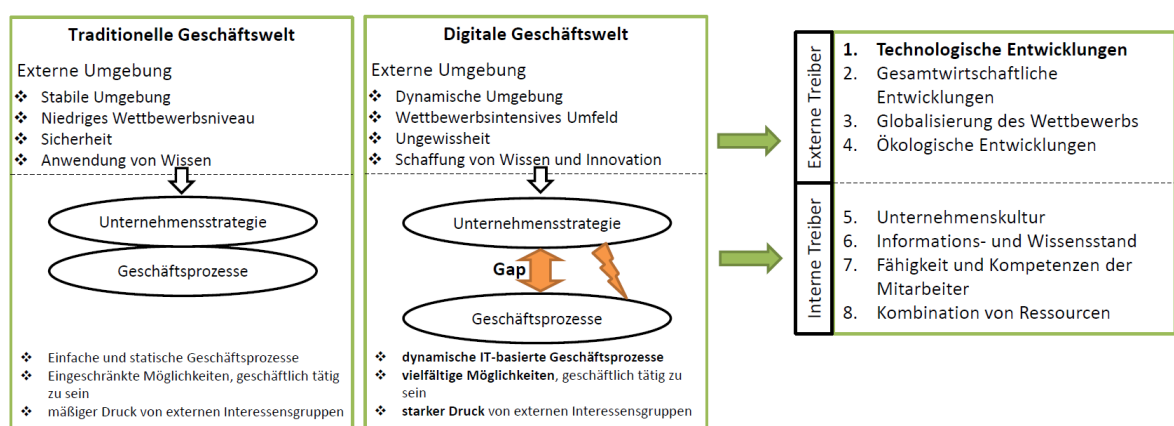 Traditionelle Geschäftswelt
Externe Umgebung
❖ Stabile Umgebung
❖ Niedriges Wettbewerbsniveau
❖ Sicherheit
❖ Anwendung von Wissen
Unternehmensstrategie
Geschäftsprozesse
❖ Einfache und statische Geschäftsprozesse
❖ Eingeschränkte Möglichkeiten, geschäftlich tätig
zu sein
❖ mäßiger Druck von externen Interessensgruppen
Digitale Geschäftswelt
Externe Umgebung
❖ Dynamische Umgebung
❖ Wettbewerbsintensives Umfeld
❖ Ungewissheit
❖ Schaffung von Wissen und Innovation
Unternehmensstrategie
Gap
Geschäftsprozesse
❖ dynamische IT-basierte Geschäftsprozesse
❖ vielfältige Möglichkeiten, geschäftlich tätig zu
sein
❖ starker Druck von externen Interessensgruppen
Externe Treiber
1. Technologische Entwicklungen
2. Gesamtwirtschaftliche
Entwicklungen
3. Globalisierung des Wettbewerbs
4. Ökologische Entwicklungen
Interne Treiber
5. Unternehmenskultur
6. Informations- und Wissensstand
7. Fähigkeit und Kompetenzen der
Mitarbeiter
8. Kombination von Ressourcen